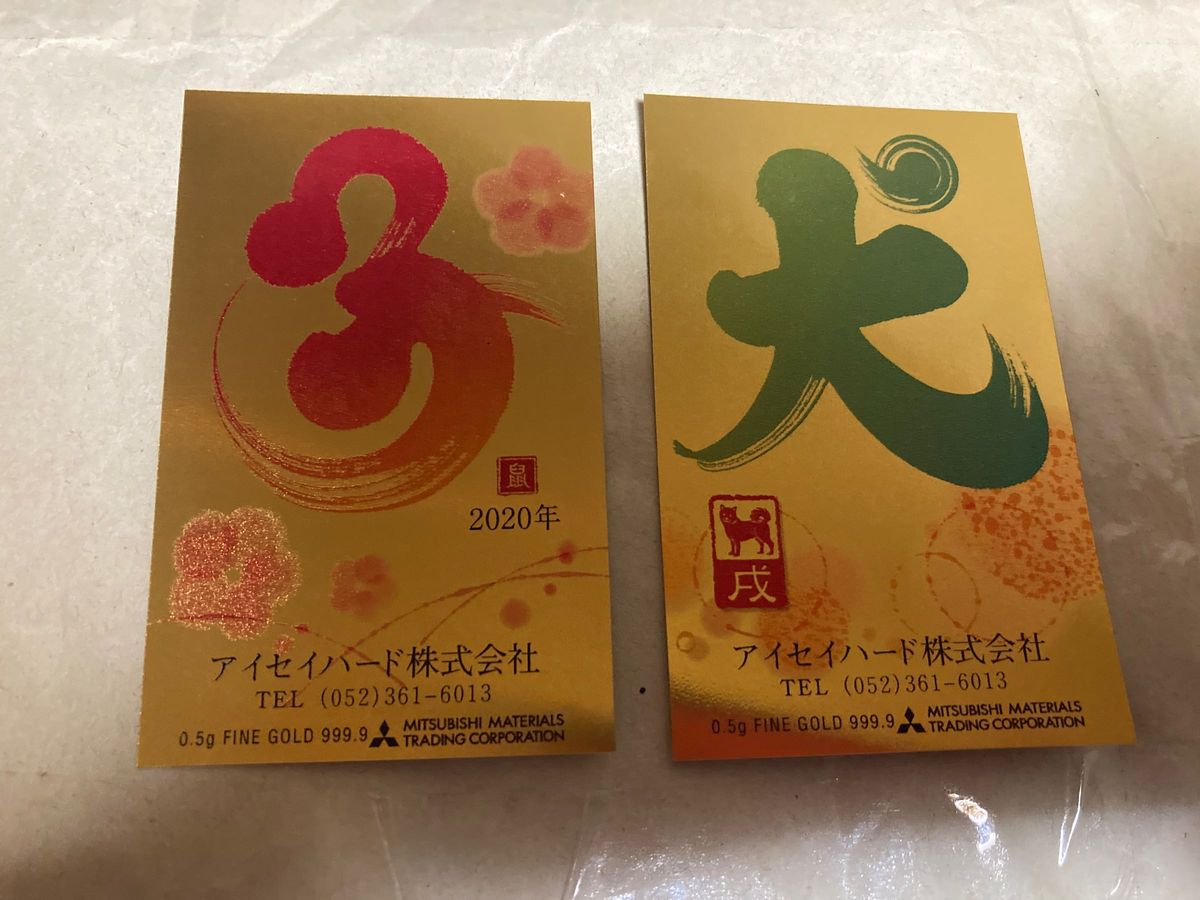 子
鼠
2020年
アイセイハード株式会社
TEL (052)361-6013
0.5g FINE GOLD 999.9 MITSUBISHI MATERIALS
TRADING CORPORATION
犬
戌
アイセイハード株式会社
TEL (052)361-6013
0.5g FINE GOLD 999.9 MITSUBISHI MATERIALS
TRADING CORPORATION